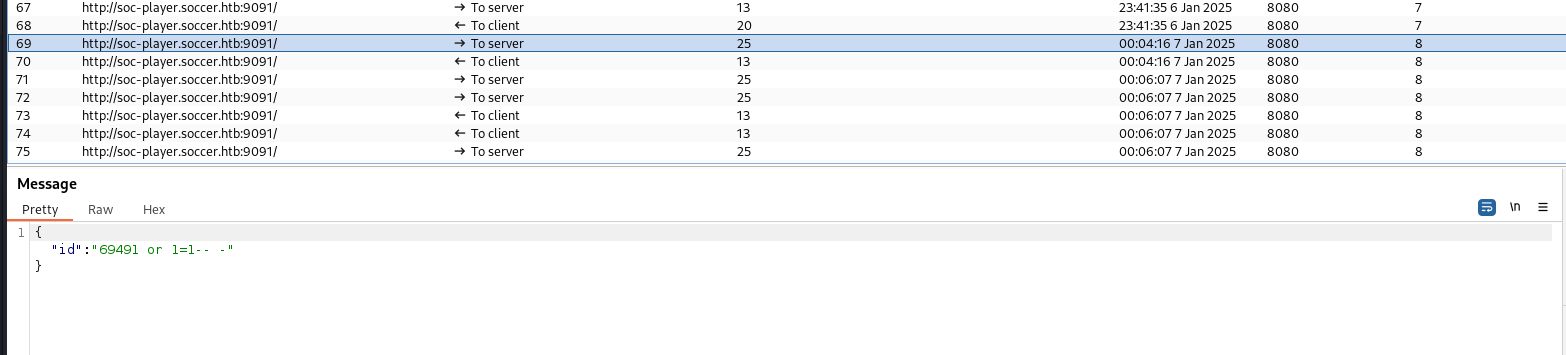 67 http://soc-player.soccer.htb:9091/ → To server 13 23:41:35 6 Jan 2025 8080 7
68 http://soc-player.soccer.htb:9091/ ← To client 20 23:41:35 6 Jan 2025 8080 7
69 http://soc-player.soccer.htb:9091/ → To server 25 00:04:16 7 Jan 2025 8080 8
70 http://soc-player.soccer.htb:9091/ ← To client 13 00:04:16 7 Jan 2025 8080 8
71 http://soc-player.soccer.htb:9091/ → To server 25 00:06:07 7 Jan 2025 8080 8
72 http://soc-player.soccer.htb:9091/ → To server 25 00:06:07 7 Jan 2025 8080 8
73 http://soc-player.soccer.htb:9091/ ← To client 13 00:06:07 7 Jan 2025 8080 8
74 http://soc-player.soccer.htb:9091/ ← To client 13 00:06:07 7 Jan 2025 8080 8
75 http://soc-player.soccer.htb:9091/ → To server 25 00:06:07 7 Jan 2025 8080 8
Message
Pretty Raw Hex \n
1 {
"id":"69491 or 1=1-- -"
}